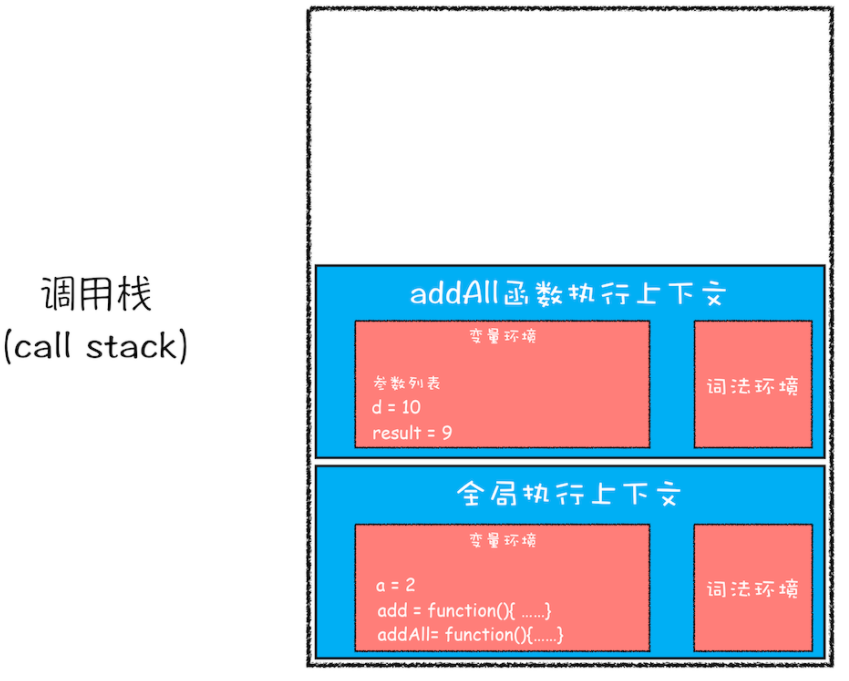 调用栈
(call stack)
addAll函数执行上下文
变量环境
参数列表
d = 10
result = 9
词法环境
全局执行上下文
变量环境
a = 2
add = function(){ ......}
addAll= function(){......}
词法环境